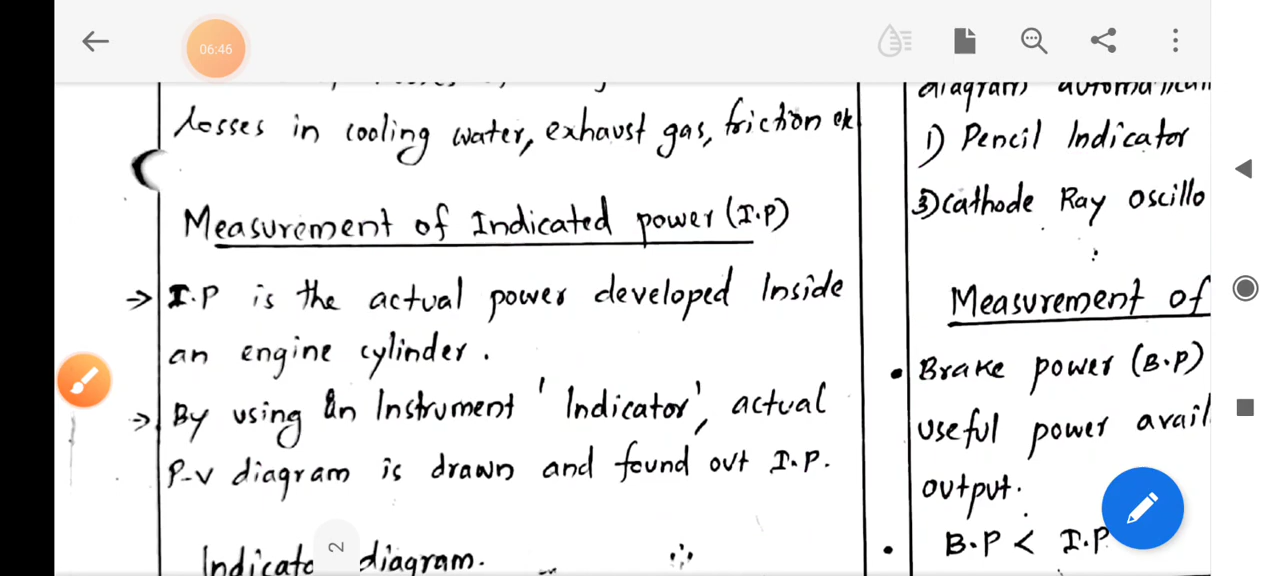 06:46
losses in cooling water, exhaust gas, friction etc
Measurement of Indicated power (I.P)
→ I.P is the actual power developed Inside
an engine cylinder.
→ By using an Instrument 'Indicator', actual
P-V diagram is drawn and found out I.P.
2
diagram.
diagram
1) Pencil Indicator
3) Cathode Ray oscillo
Measurement of
• Brake power (B.P)
useful power avail
output.
• B.P < I.P